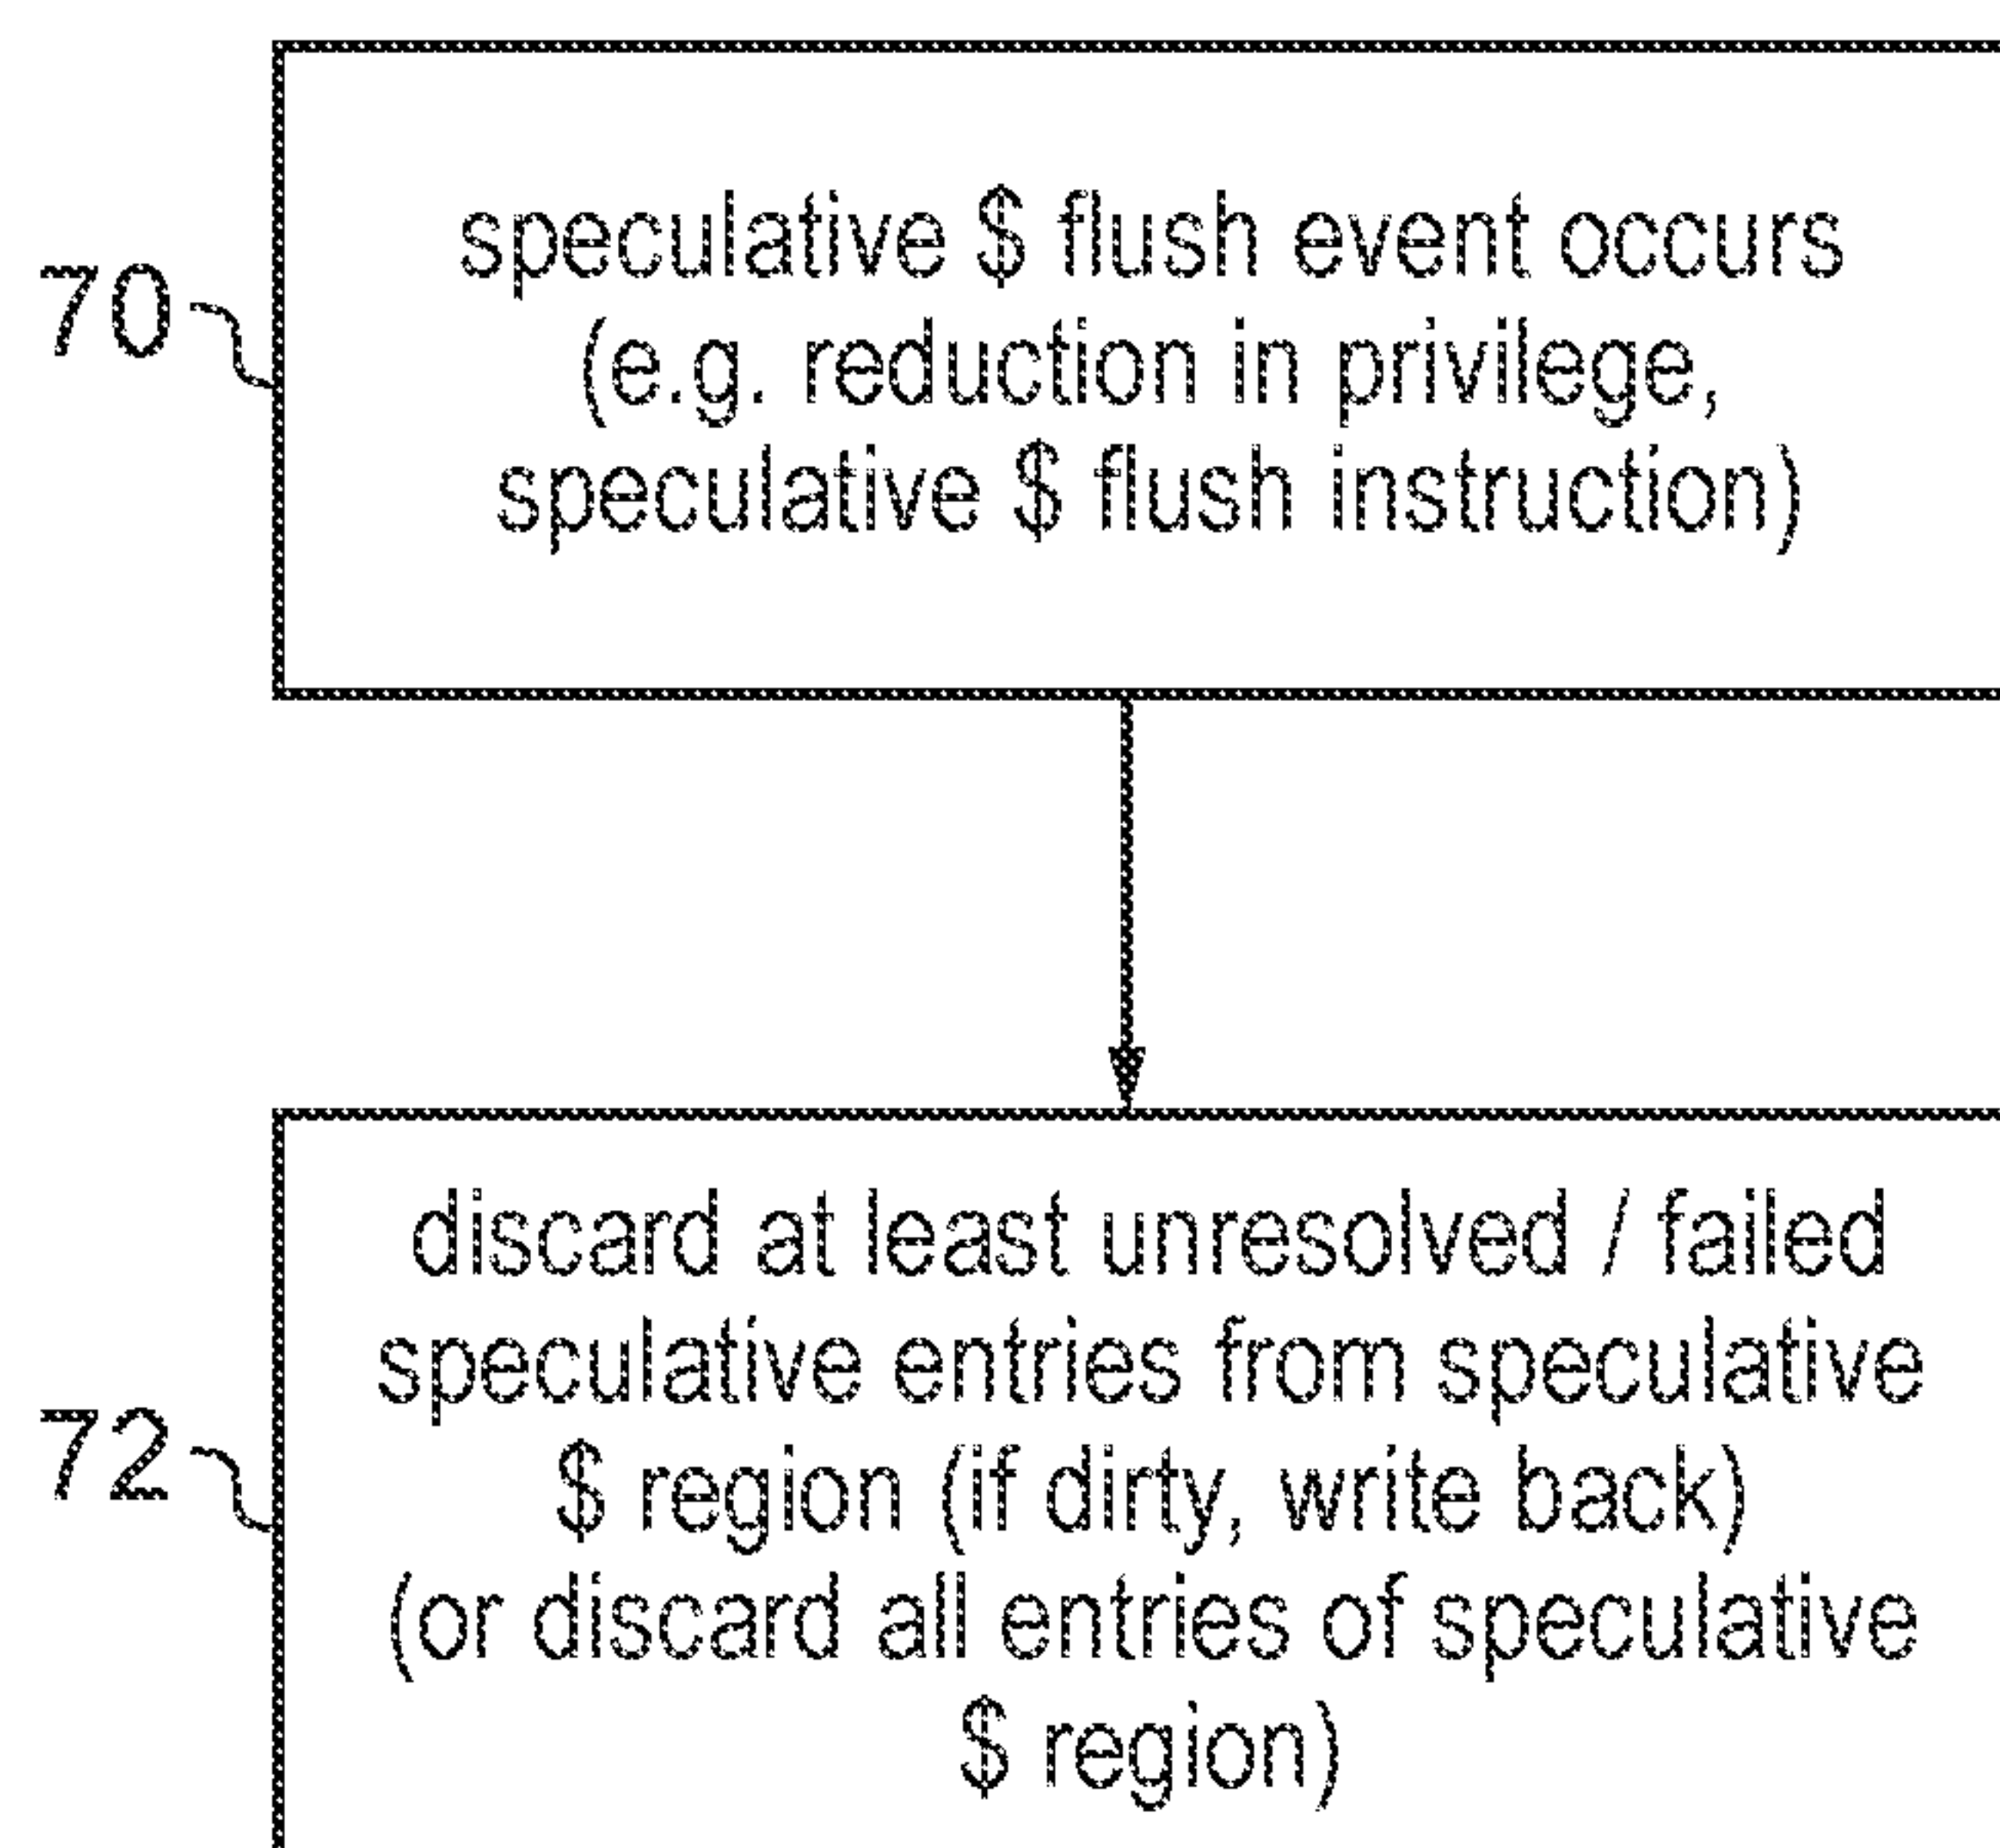 70
speculative $ flush event occurs
(e.g. reduction in privilege,
speculative $ flush instruction)
72
discard at least unresolved / failed
speculative entries from speculative
$ region (if dirty, write back)
(or discard all entries of speculative
$ region)